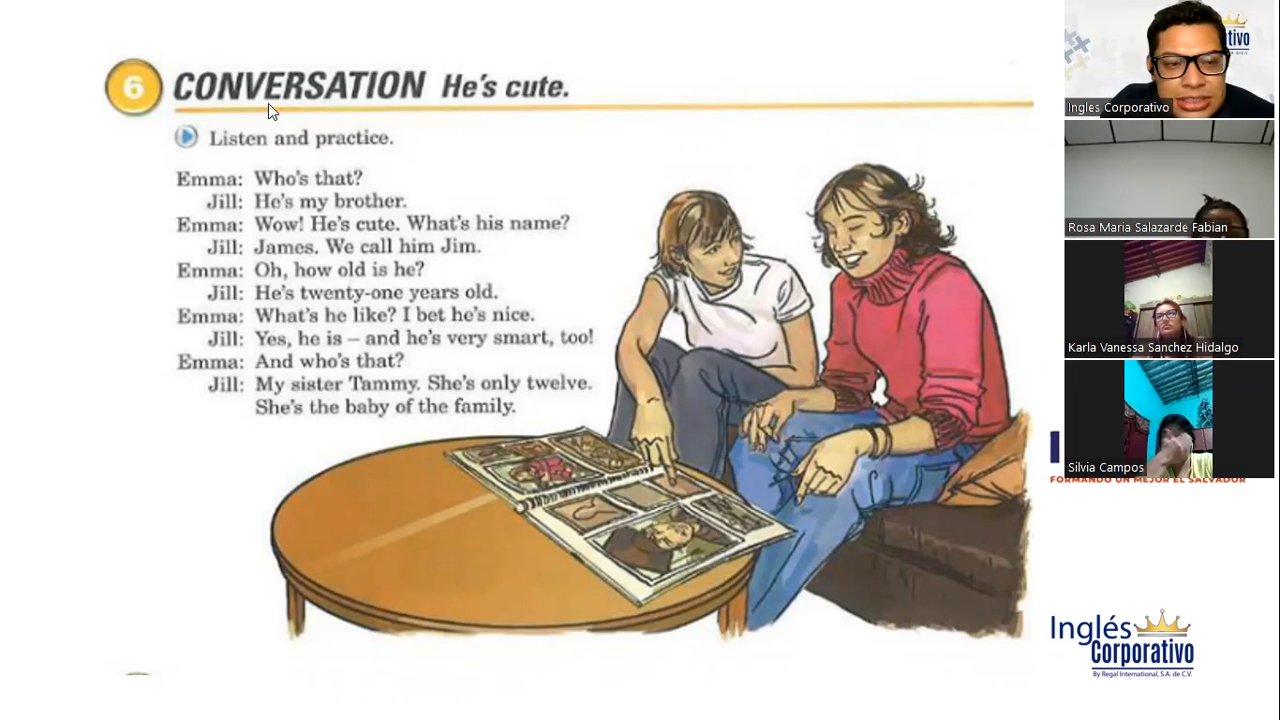 6 CONVERSATION He's cute.
Listen and practice.
Emma: Who's that?
Jill: He's my brother.
Emma: Wow! He's cute. What's his name?
Jill: James. We call him Jim.
Emma: Oh, how old is he?
Jill: He's twenty-one years old.
Emma: What's he like? I bet he's nice.
Jill: Yes, he is – and he's very smart, too!
Emma: And who's that?
Jill: My sister Tammy. She's only twelve.
She's the baby of the family.
tivo
Ingles Corporativo
Rosa Maria Salazarde Fabian
Karla Vanessa Sanchez Hidalgo
Silvia Campos
I
FORMANDO UN MEJOR EL SALVADOR
Inglés
Corporativo
By Regal International, S.A. de C.V.